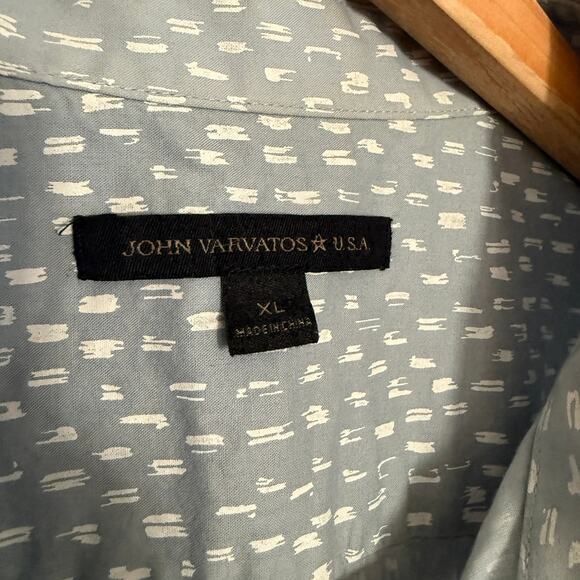 JOHN VARVATOS ☆ U.S.A.
XL
MADE IN CHINA